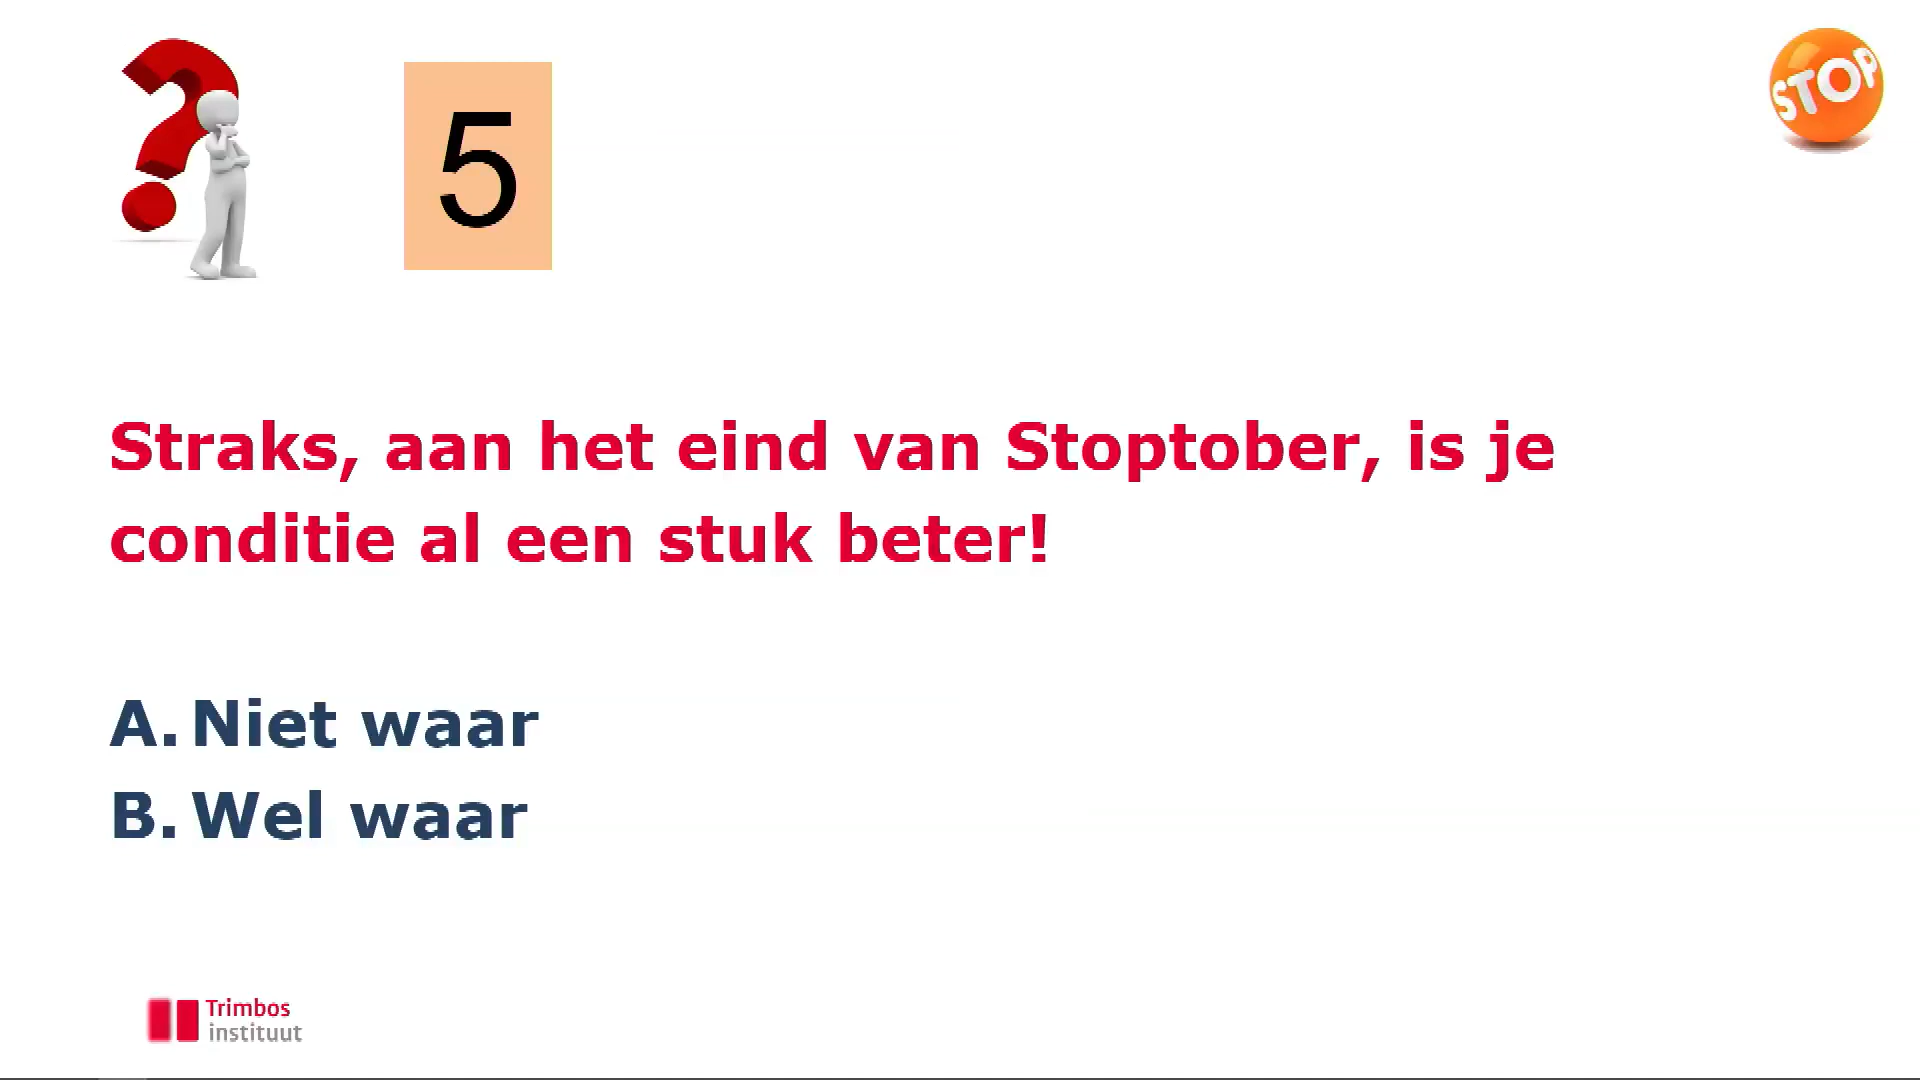 STOP
5
Straks, aan het eind van Stoptober, is je
conditie al een stuk beter!
A. Niet waar
B. Wel waar
Trimbos
instituut